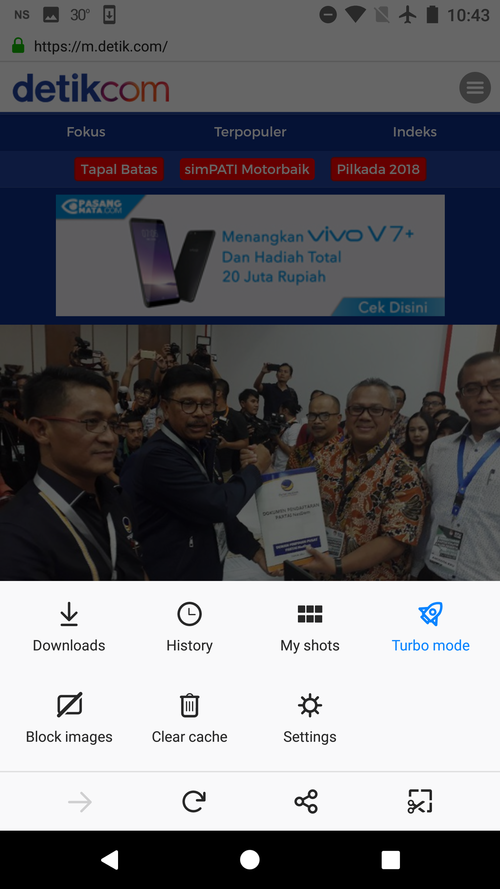 NS
30°
10:43
https://m.detik.com/
detikcom
Fokus
Terpopuler
Indeks
Tapal Batas
simPATI Motorbaik
Pilkada 2018
PASANG
MATA.COM
Menangkan vivo V7+
Dan Hadiah Total
20 Juta Rupiah
Cek Disini
Downloads
History
My shots
Turbo mode
Block images
Clear cache
Settings